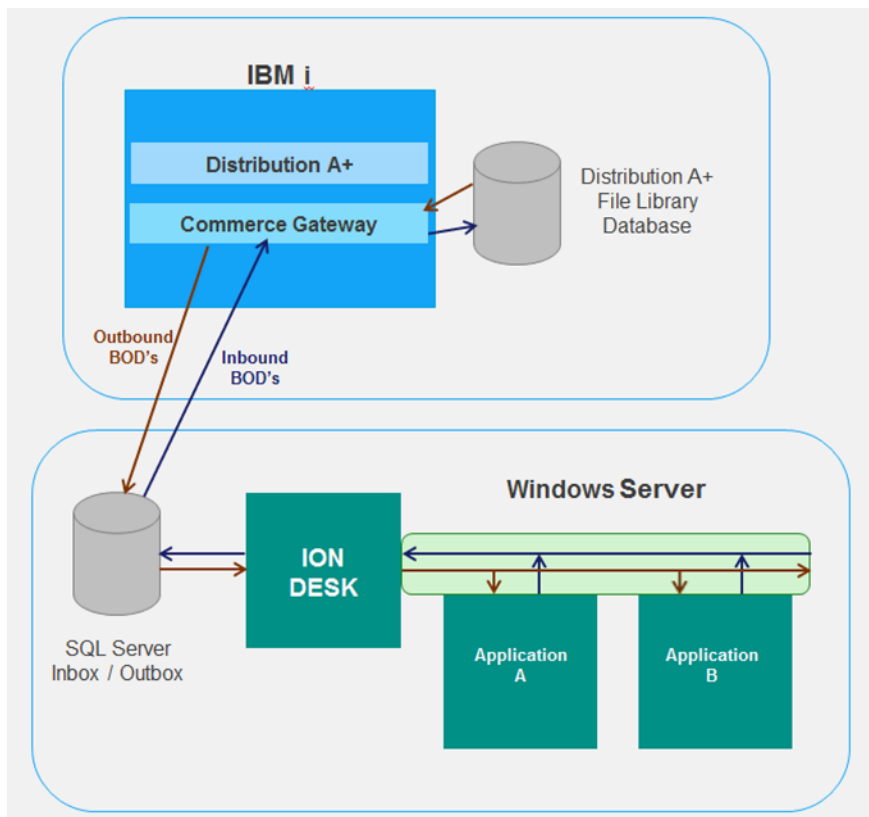 IBM i
Distribution A+
Commerce Gateway
Distribution A+
File Library
Database
Outbound
BOD's
Inbound
BOD's
Windows Server
ION
DESK
SQL Server
Inbox / Outbox
Application
A
Application
B